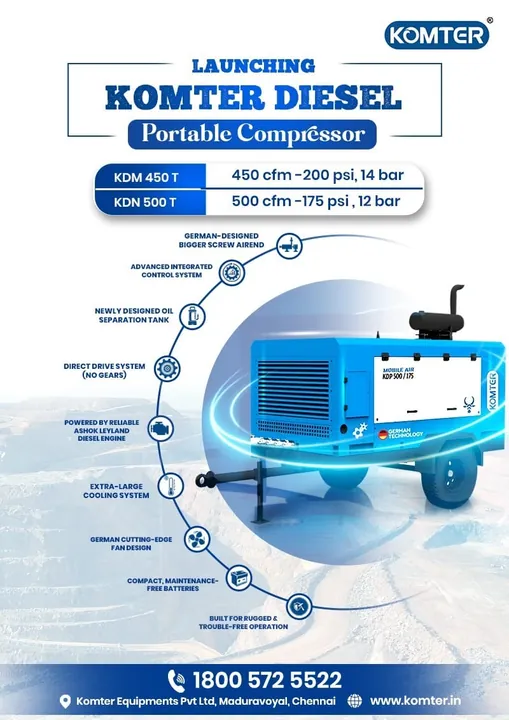 KOMTER®
LAUNCHING
KOMTER DIESEL
Portable Compressor
KDM 450 T 450 cfm -200 psi, 14 bar
KDN 500 T 500 cfm -175 psi , 12 bar
GERMAN-DESIGNED
BIGGER SCREW AIREND
ADVANCED INTEGRATED
CONTROL SYSTEM
NEWLY DESIGNED OIL
SEPARATION TANK
DIRECT DRIVE SYSTEM
(NO GEARS)
POWERED BY RELIABLE
ASHOK LEYLAND
DIESEL ENGINE
EXTRA-LARGE
COOLING SYSTEM
GERMAN CUTTING-EDGE
FAN DESIGN
COMPACT, MAINTENANCE-
FREE BATTERIES
BUILT FOR RUGGED &
TROUBLE-FREE OPERATION
MOBILE AIR
KDP 500 / 175
KOMTER
GERMAN
TECHNOLOGY
1800 572 5522
Komter Equipments Pvt Ltd, Maduravoyal, Chennai
www.komter.in